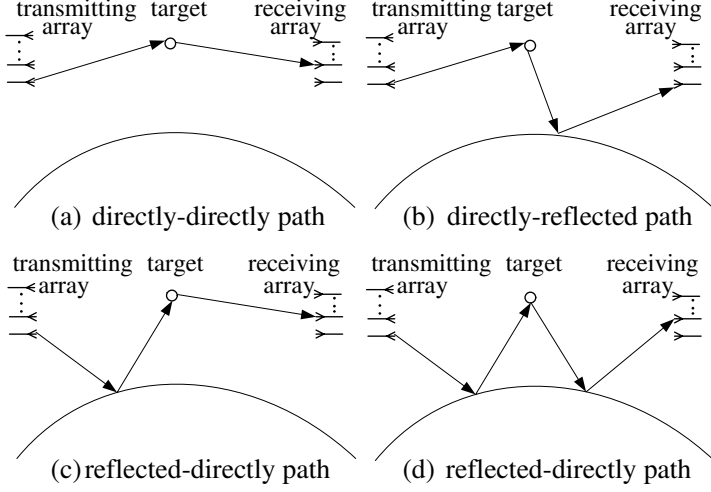 transmitting array
target
receiving array
transmitting array
target
receiving array
(a) directly-directly path
(b) directly-reflected path
transmitting array
target
receiving array
transmitting array
target
receiving array
(c) reflected-directly path
(d) reflected-directly path